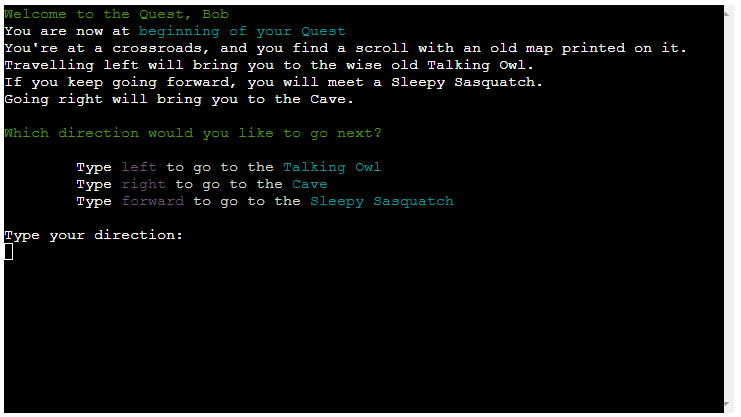 Welcome to the Quest, Bob
You are now at beginning of your Quest
You're at a crossroads, and you find a scroll with an old map printed on it.
Travelling left will bring you to the wise old Talking Owl.
If you keep going forward, you will meet a Sleepy Sasquatch.
Going right will bring you to the Cave.
Which direction would you like to go next?
Type left to go to the Talking Owl
Type right to go to the Cave
Type forward to go to the Sleepy Sasquatch
Type your direction: